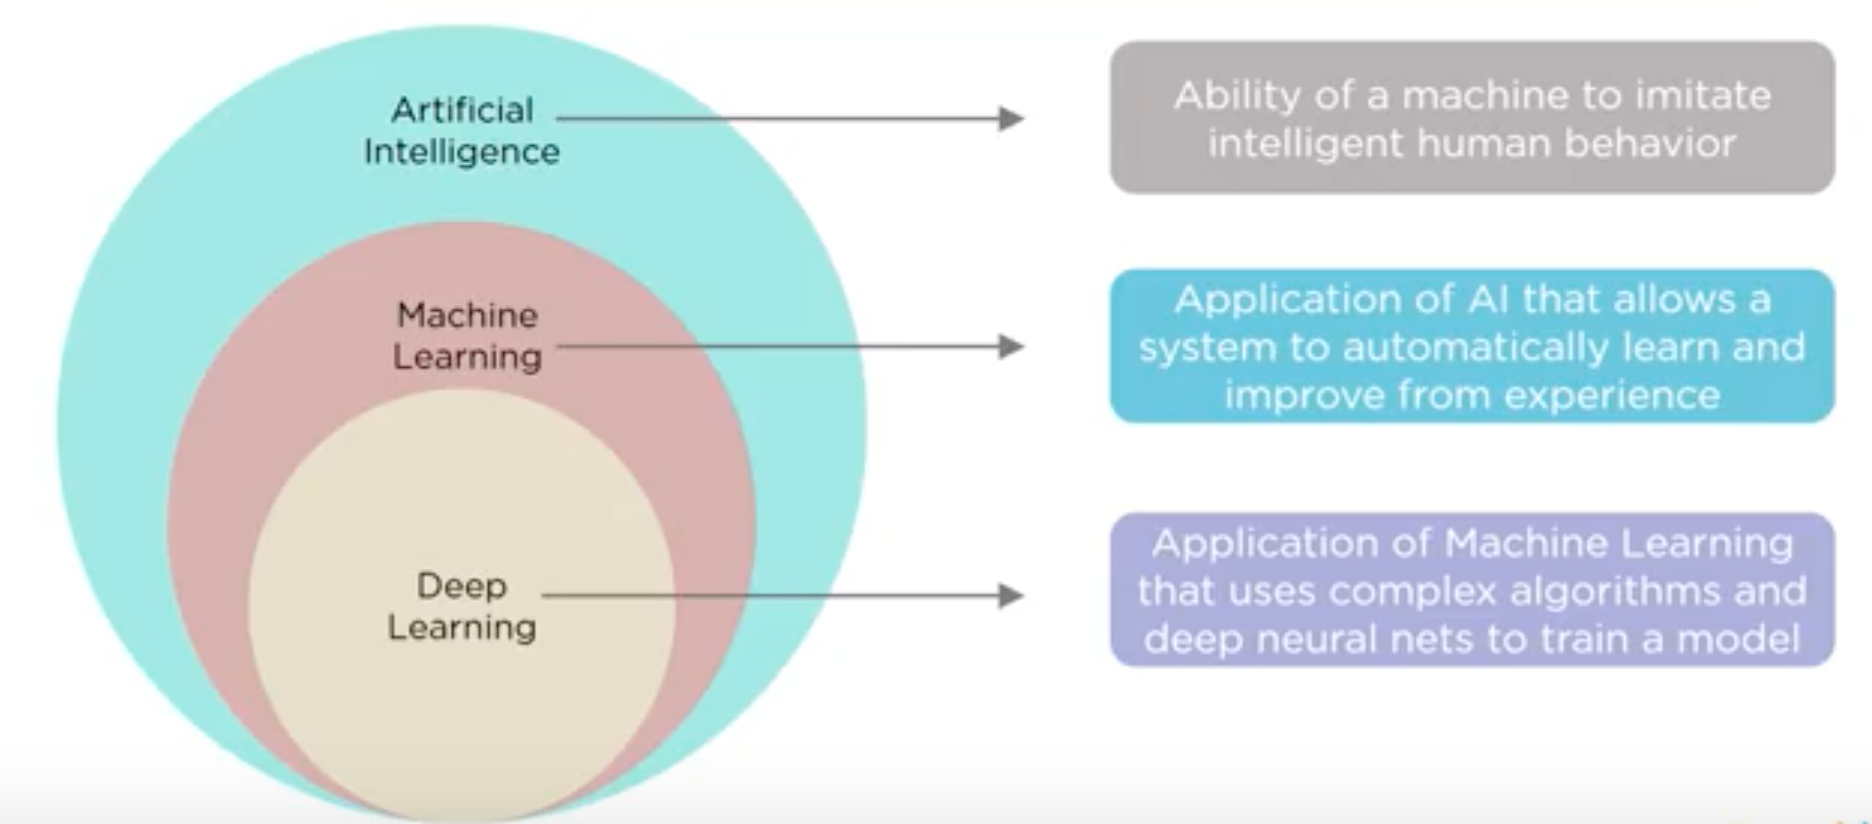 Artificial
Intelligence
Ability of a machine to imitate
intelligent human behavior
Machine
Learning
Application of AI that allows a
system to automatically learn and
improve from experience
Deep
Learning
Application of Machine Learning
that uses complex algorithms and
deep neural nets to train a model